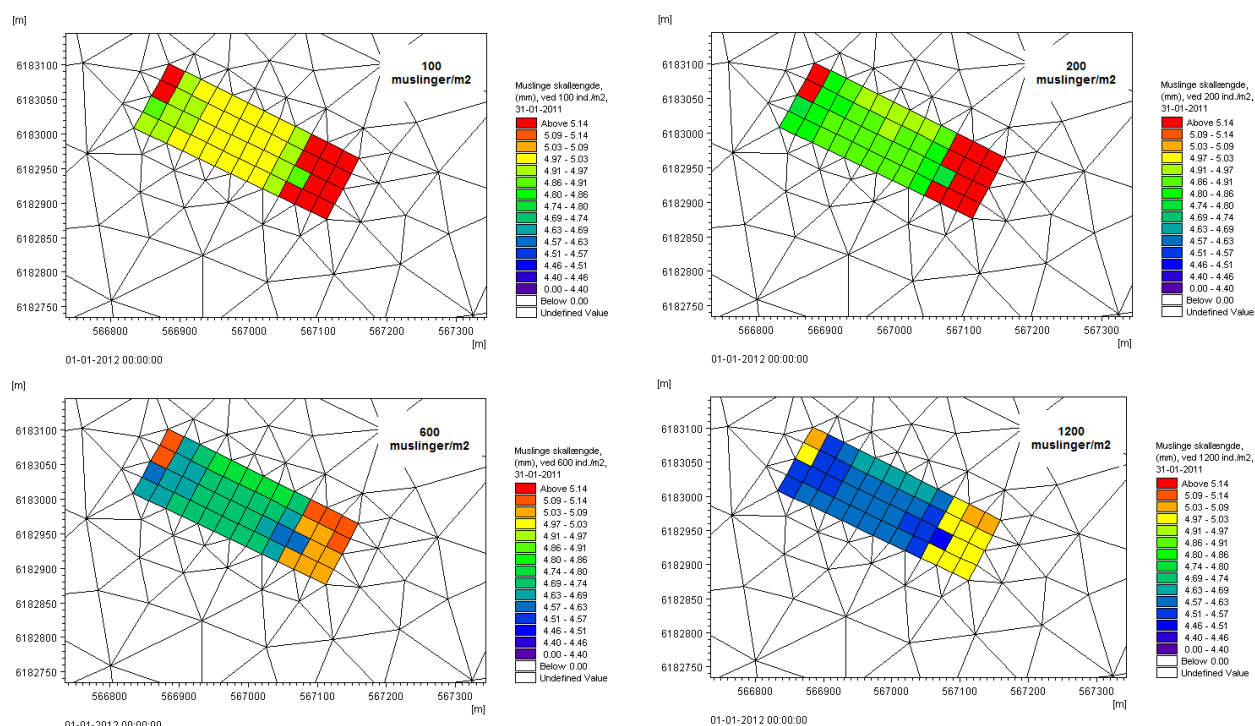 [m]
100
muslinger/m2
6183100
6183050
6183000
6182950
6182900
6182850
6182800
6182750
566800 566900 567000 567100 567200 567300
[m]
01-01-2012 00:00:00
Muslinge skallængde,
(mm), ved 100 ind./m2,
31-01-2011
Above 5.14
5.09 - 5.14
5.03 - 5.09
4.97 - 5.03
4.91 - 4.97
4.86 - 4.91
4.80 - 4.86
4.74 - 4.80
4.69 - 4.74
4.63 - 4.69
4.57 - 4.63
4.51 - 4.57
4.46 - 4.51
4.40 - 4.46
0.00 - 4.40
Below 0.00
Undefined Value
[m]
200
muslinger/m2
6183100
6183050
6183000
6182950
6182900
6182850
6182800
6182750
566800 566900 567000 567100 567200 567300
[m]
01-01-2012 00:00:00
Muslinge skallængde,
(mm), ved 200 ind./m2,
31-01-2011
Above 5.14
5.09 - 5.14
5.03 - 5.09
4.97 - 5.03
4.91 - 4.97
4.86 - 4.91
4.80 - 4.86
4.74 - 4.80
4.69 - 4.74
4.63 - 4.69
4.57 - 4.63
4.51 - 4.57
4.46 - 4.51
4.40 - 4.46
0.00 - 4.40
Below 0.00
Undefined Value
[m]
600
muslinger/m2
6183100
6183050
6183000
6182950
6182900
6182850
6182800
6182750
566800 566900 567000 567100 567200 567300
[m]
01-01-2012 00:00:00
Muslinge skallængde,
(mm), ved 600 ind./m2,
31-01-2011
Above 5.14
5.09 - 5.14
5.03 - 5.09
4.97 - 5.03
4.91 - 4.97
4.86 - 4.91
4.80 - 4.86
4.74 - 4.80
4.69 - 4.74
4.63 - 4.69
4.57 - 4.63
4.51 - 4.57
4.46 - 4.51
4.40 - 4.46
0.00 - 4.40
Below 0.00
Undefined Value
[m]
1200
muslinger/m2
6183100
6183050
6183000
6182950
6182900
6182850
6182800
6182750
566800 566900 567000 567100 567200 567300
[m]
01-01-2012 00:00:00
Muslinge skallængde,
(mm), ved 1200 ind./m2,
31-01-2011
Above 5.14
5.09 - 5.14
5.03 - 5.09
4.97 - 5.03
4.91 - 4.97
4.86 - 4.91
4.80 - 4.86
4.74 - 4.80
4.69 - 4.74
4.63 - 4.69
4.57 - 4.63
4.51 - 4.57
4.46 - 4.51
4.40 - 4.46
0.00 - 4.40
Below 0.00
Undefined Value